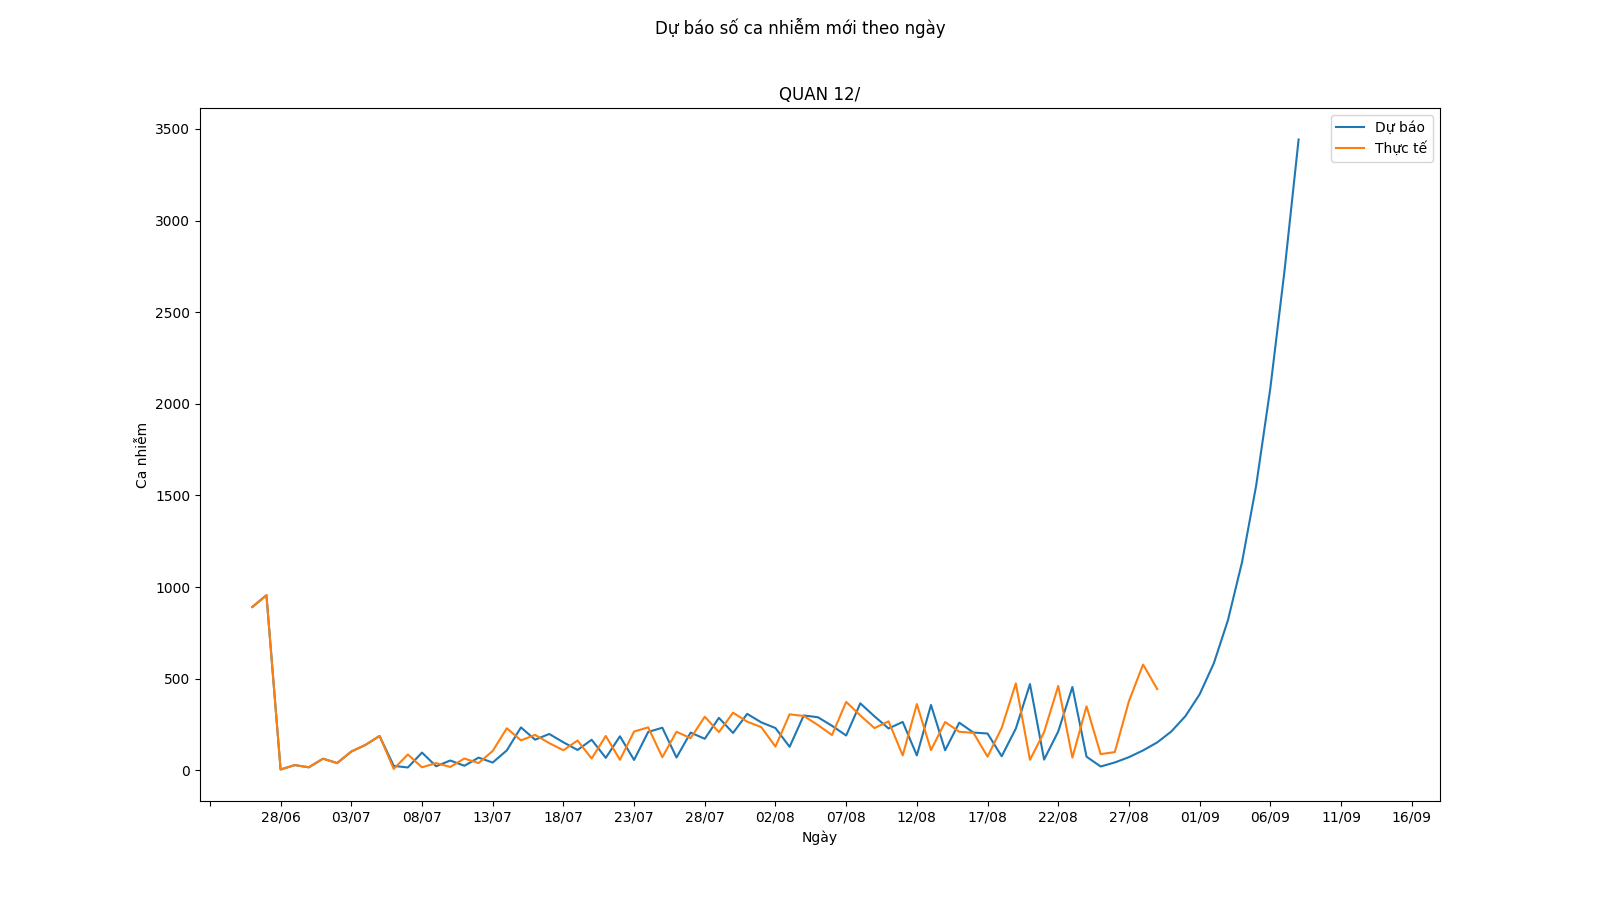 Dự báo số ca nhiễm mới theo ngày
QUAN 12/
Dự báo
Thực tế
3500
3000
2500
2000
1500
1000
500
0
Ca nhiễm
28/06 03/07 08/07 13/07 18/07 23/07 28/07 02/08 07/08 12/08 17/08 22/08 27/08 01/09 06/09 11/09 16/09
Ngày